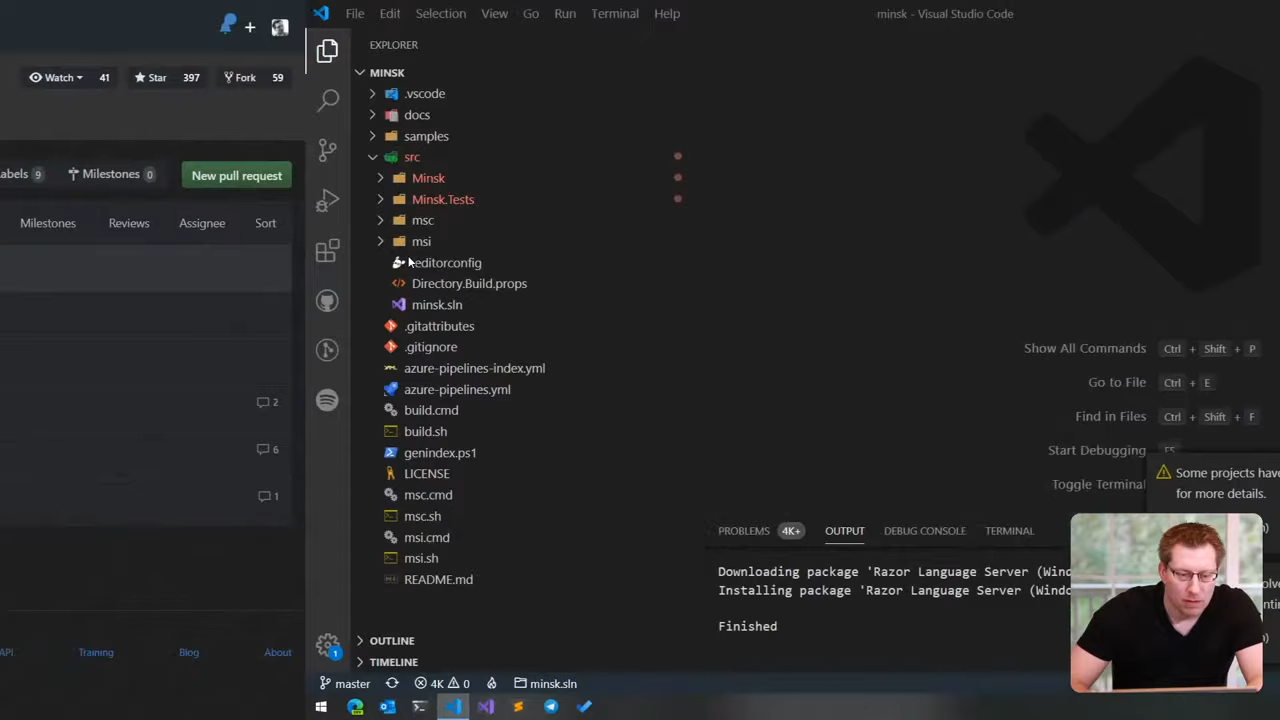 File Edit Selection View Go Run Terminal Help
minsk - Visual Studio Code
Watch 41
Star 397
Fork 59
abels 9
Milestones 0
New pull request
Milestones Reviews Assignee Sort
2
6
1
API Training Blog About
EXPLORER
MINSK
.vscode
docs
samples
src
Minsk
Minsk.Tests
msc
msi
editorconfig
Directory.Build.props
minsk.sln
.gitattributes
.gitignore
azure-pipelines-index.yml
azure-pipelines.yml
build.cmd
build.sh
genindex.ps1
LICENSE
msc.cmd
msc.sh
msi.cmd
msi.sh
README.md
OUTLINE
TIMELINE
Show All Commands Ctrl + Shift + P
Go to File Ctrl + E
Find in Files Ctrl + Shift + F
Start Debugging F5
Toggle Terminal
Some projects have
for more details.
PROBLEMS 4K+ OUTPUT DEBUG CONSOLE TERMINAL
Downloading package 'Razor Language Server (Wind
Installing package 'Razor Language Server (Windo
Finished
1
master 4K 0 minsk.sln